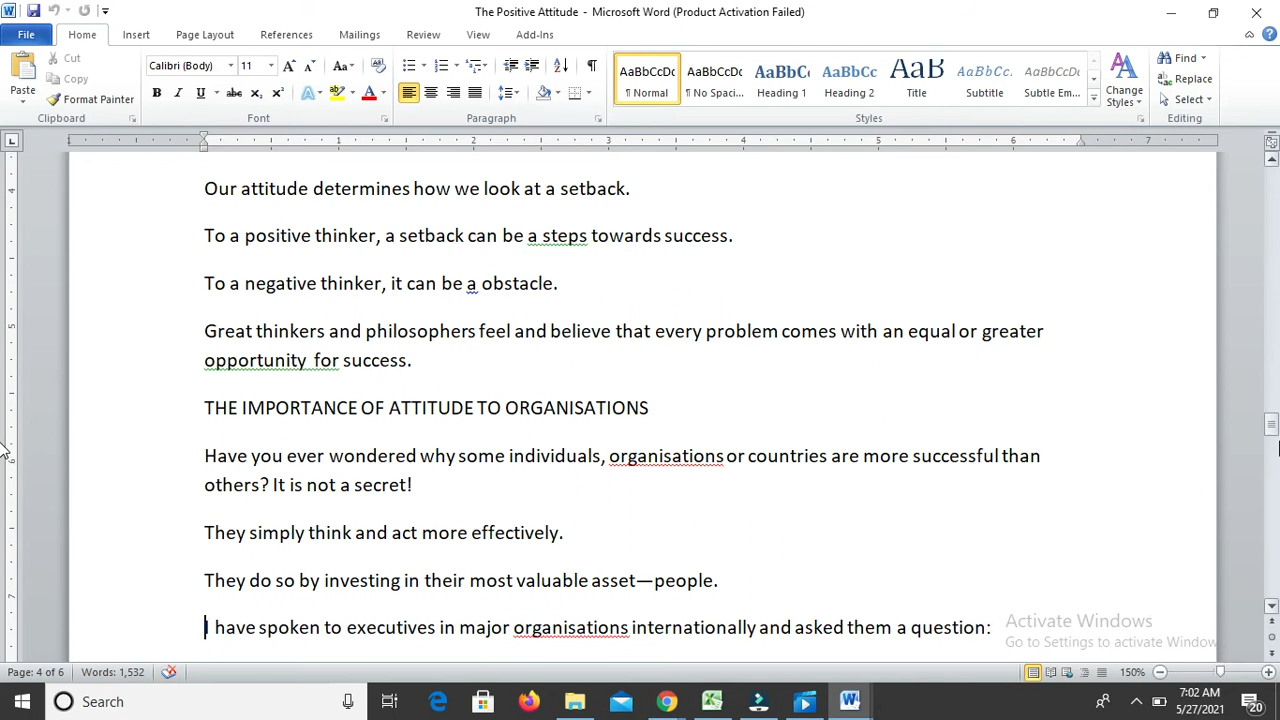 The Positive Attitude - Microsoft Word (Product Activation Failed)
File Home Insert Page Layout References Mailings Review View Add-Ins
Paste
Cut
Copy
Format Painter
Clipboard
Calibri (Body) 11
Font
Paragraph
AaBbCcDc AaBbCcDc AaBbCc AaBbCc AaB AaBbCcDc AaBbCcDc
¶ Normal ¶ No Spaci... Heading 1 Heading 2 Title Subtitle Subtle Em...
Change Styles
Styles
Find
Replace
Select
Editing
Our attitude determines how we look at a setback.
To a positive thinker, a setback can be a steps towards success.
To a negative thinker, it can be a obstacle.
Great thinkers and philosophers feel and believe that every problem comes with an equal or greater
opportunity for success.
THE IMPORTANCE OF ATTITUDE TO ORGANISATIONS
Have you ever wondered why some individuals, organisations or countries are more successful than
others? It is not a secret!
They simply think and act more effectively.
They do so by investing in their most valuable asset—people.
I have spoken to executives in major organisations internationally and asked them a question:
Activate Windows
Go to Settings to activate Window
Page: 4 of 6 Words: 1,532 150%
Search
7:02 AM
5/27/2021
20